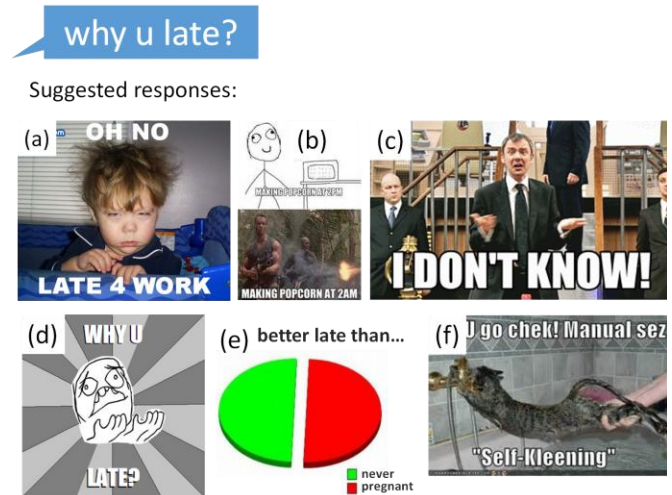 why u late?
Suggested responses:
(a)
OH NO
LATE 4 WORK
(b)
MAKING POPCORN AT 2PM
MAKING POPCORN AT 2AM
(c)
I DON'T KNOW!
(d)
WHY U
LATE?
(e) better late than...
never
pregnant
(f)
U go chek! Manual sez
"Self-Kleening"